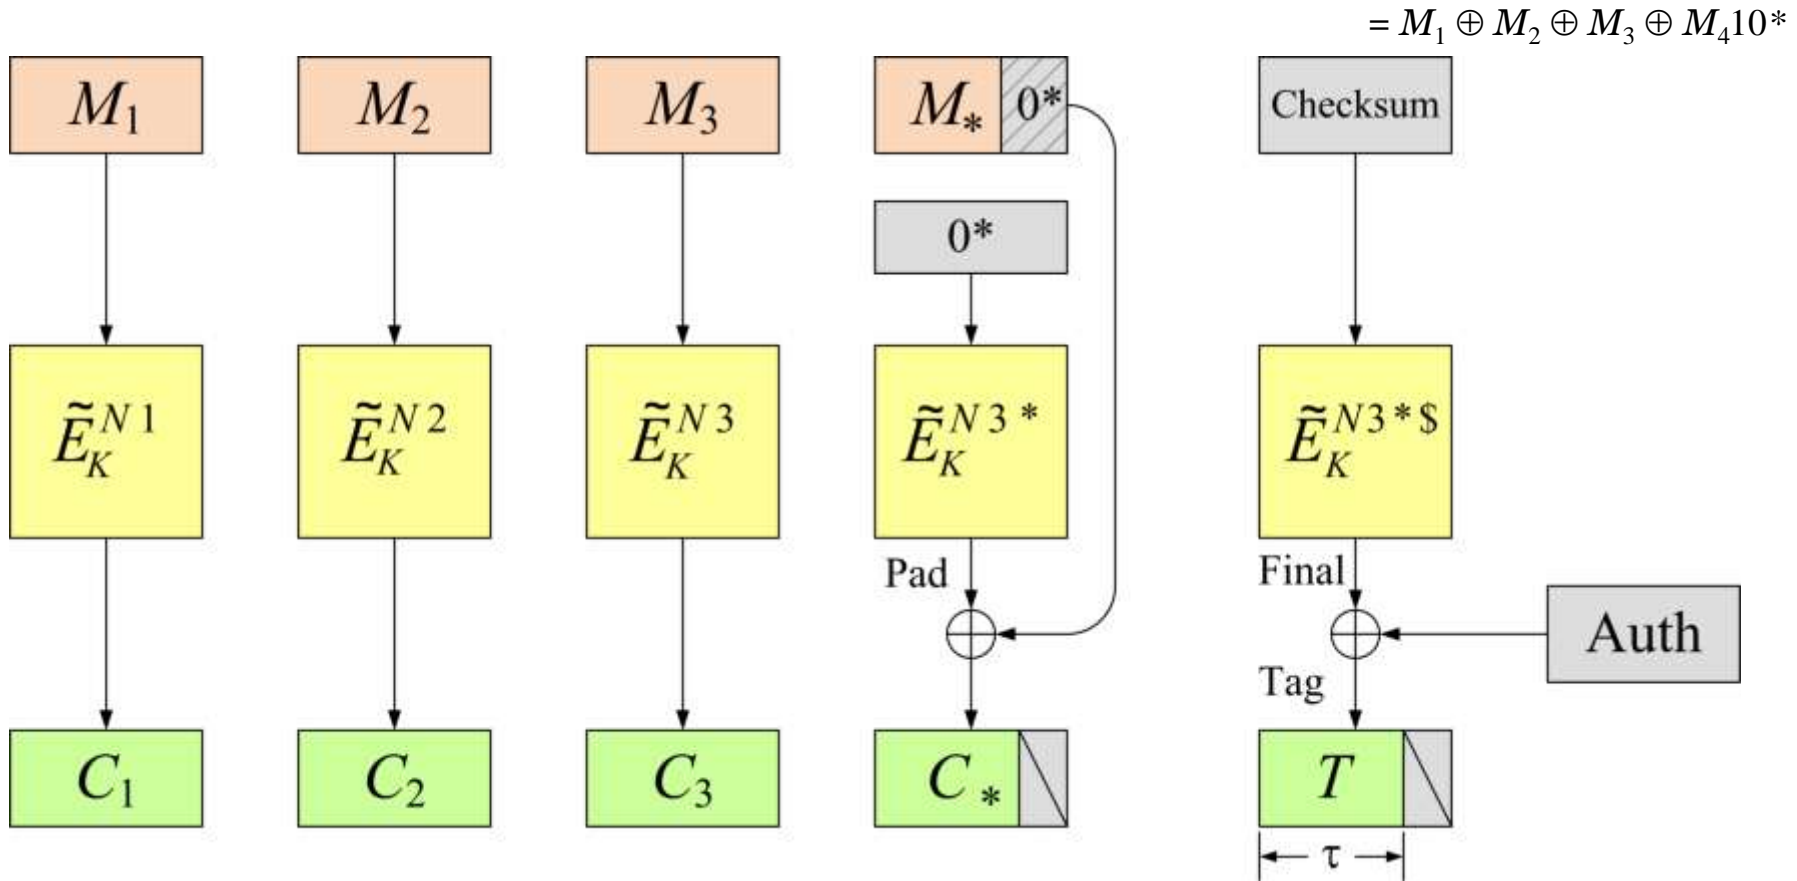 = M₁ ⊕ M₂ ⊕ M₃ ⊕ M₄10*
M₁ M₂ M₃ M* 0* Checksum
0*
Ẽ_K^{N 1} Ẽ_K^{N 2} Ẽ_K^{N 3} Ẽ_K^{N 3 *} Ẽ_K^{N 3 * $}
Pad Final
Auth
Tag
C₁ C₂ C₃ C* T
τ